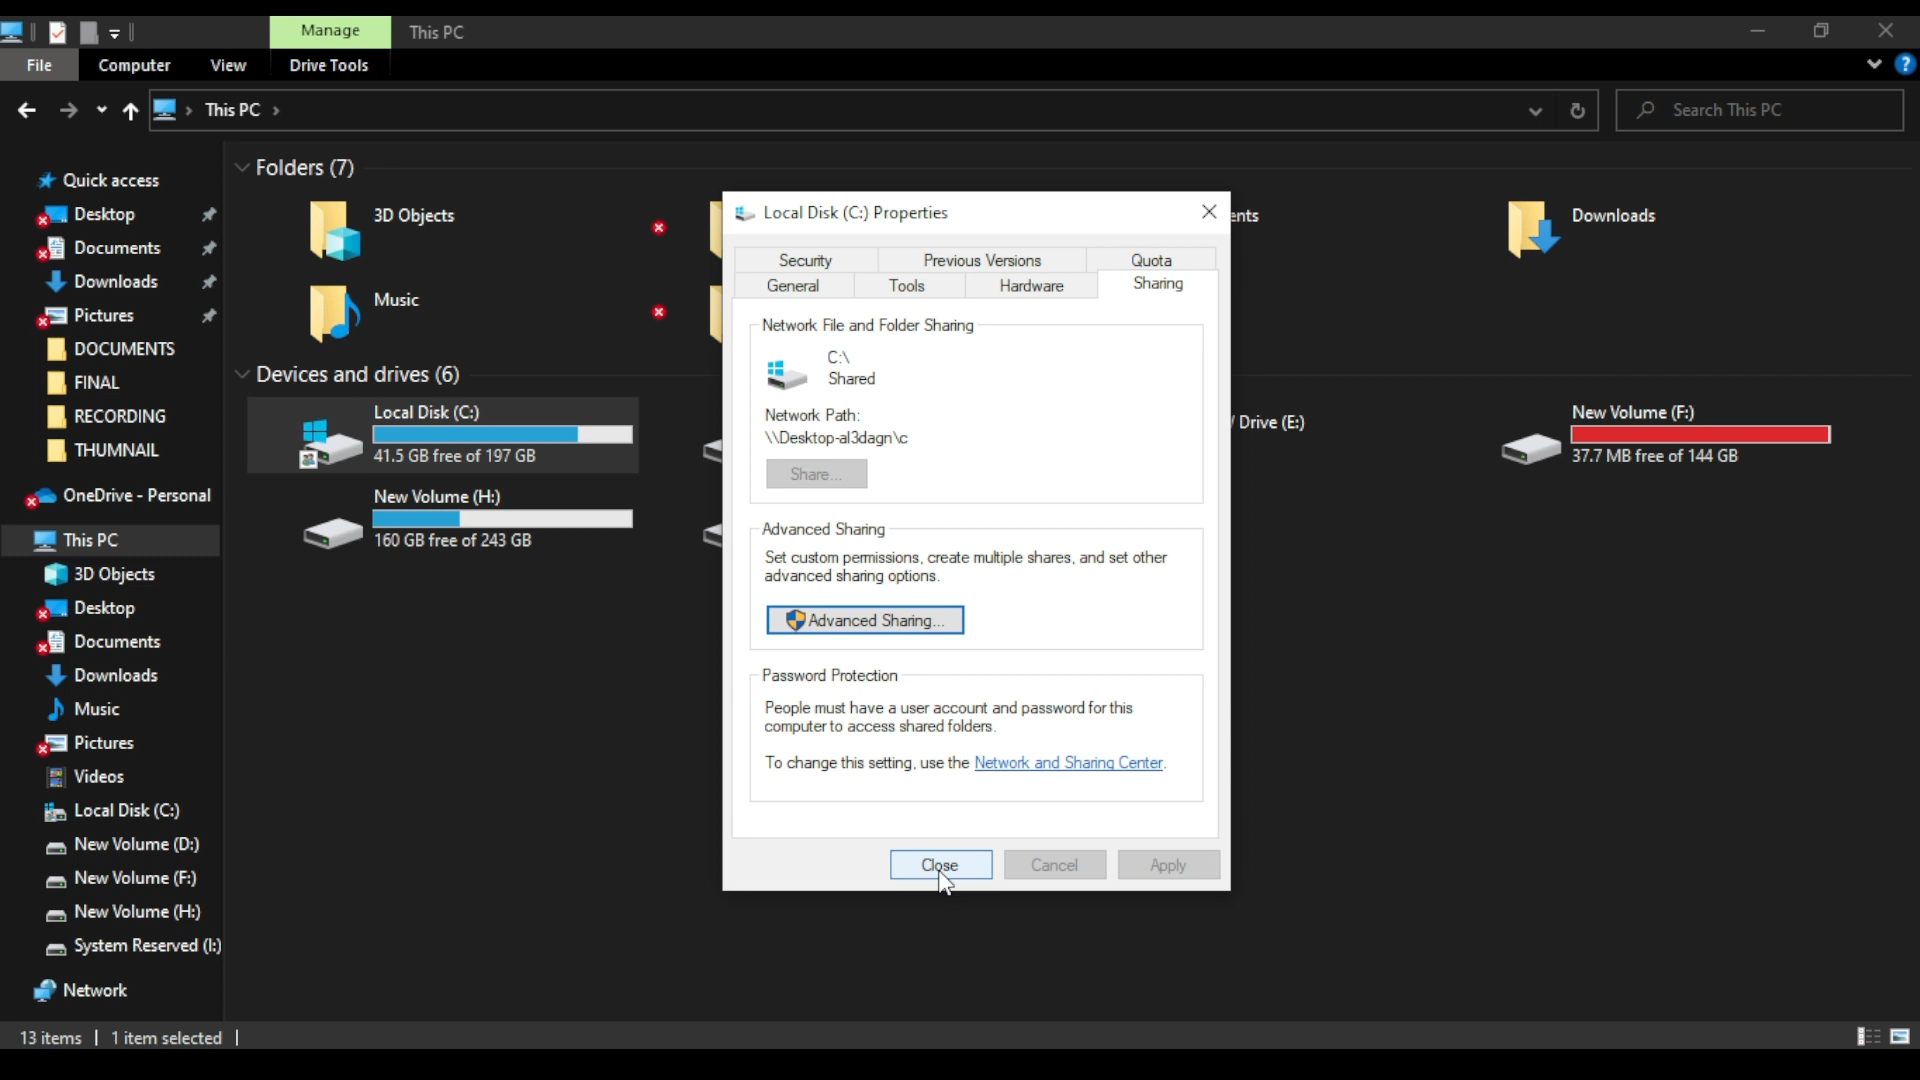 Manage
This PC
File
Computer
View
Drive Tools
This PC
Search This PC
Quick access
Desktop
Documents
Downloads
Pictures
DOCUMENTS
FINAL
RECORDING
THUMNAIL
OneDrive - Personal
This PC
3D Objects
Desktop
Documents
Downloads
Music
Pictures
Videos
Local Disk (C:)
New Volume (D:)
New Volume (F:)
New Volume (H:)
System Reserved (I:)
Network
Folders (7)
3D Objects
ents
Downloads
Music
Devices and drives (6)
Local Disk (C:)
41.5 GB free of 197 GB
Drive (E:)
New Volume (F:)
37.7 MB free of 144 GB
New Volume (H:)
160 GB free of 243 GB
Local Disk (C:) Properties
Security
Previous Versions
Quota
General
Tools
Hardware
Sharing
Network File and Folder Sharing
C:\
Shared
Network Path:
\\Desktop-al3dagn\c
Share...
Advanced Sharing
Set custom permissions, create multiple shares, and set other
advanced sharing options.
Advanced Sharing...
Password Protection
People must have a user account and password for this
computer to access shared folders.
To change this setting, use the Network and Sharing Center.
Close
Cancel
Apply
13 items
1 item selected